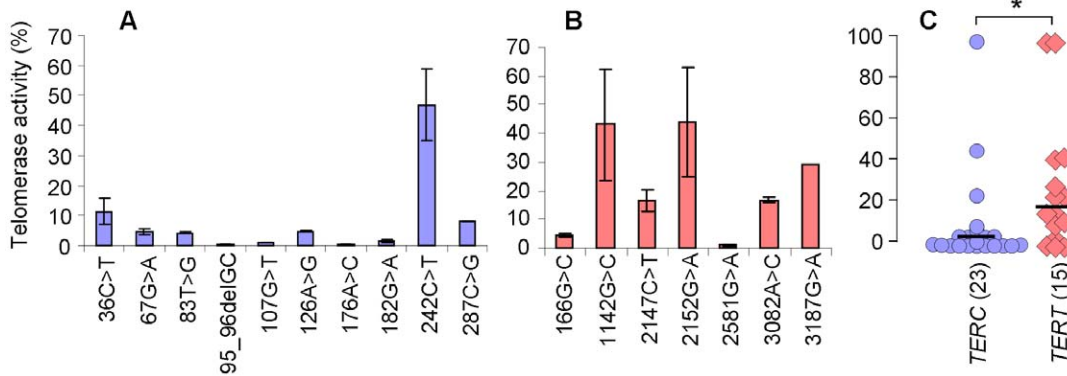 A
Telomerase activity (%)
70
60
50
40
30
20
10
0
36C>T
67G>A
83T>G
95_96delGC
107G>T
126A>G
176A>C
182G>A
242C>T
287C>G
B
70
60
50
40
30
20
10
0
166G>C
1142G>C
2147C>T
2152G>A
2581G>A
3082A>C
3187G>A
C
*
100
80
60
40
20
0
TERC (23)
TERT (15)